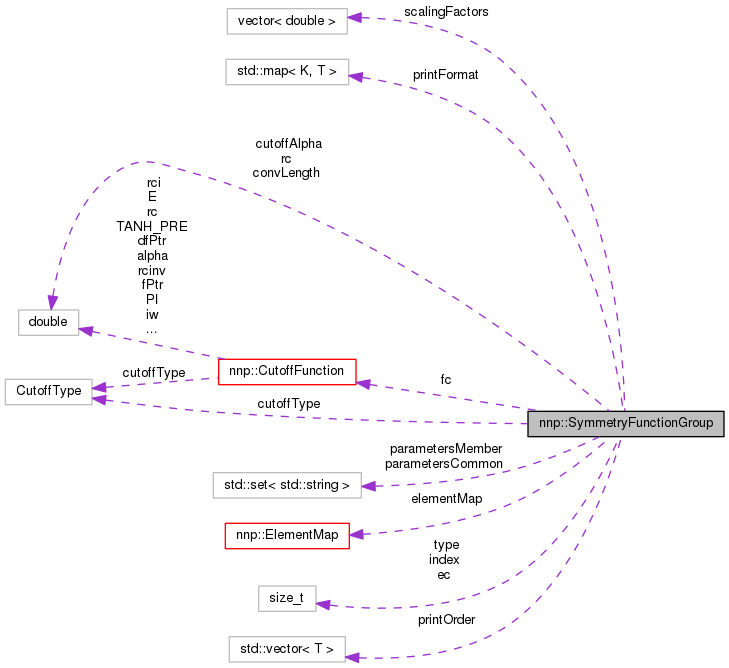 vector< double >
scalingFactors
std::map< K, T >
printFormat
cutoffAlpha
rc
convLength
rci
E
rc
TANH_PRE
dfPtr
alpha
rcinv
fPtr
PI
iw
...
double
nnp::CutoffFunction
cutoffType
fc
CutoffType
cutoffType
nnp::SymmetryFunctionGroup
parametersMember
parametersCommon
std::set< std::string >
elementMap
nnp::ElementMap
type
index
ec
size_t
printOrder
std::vector< T >